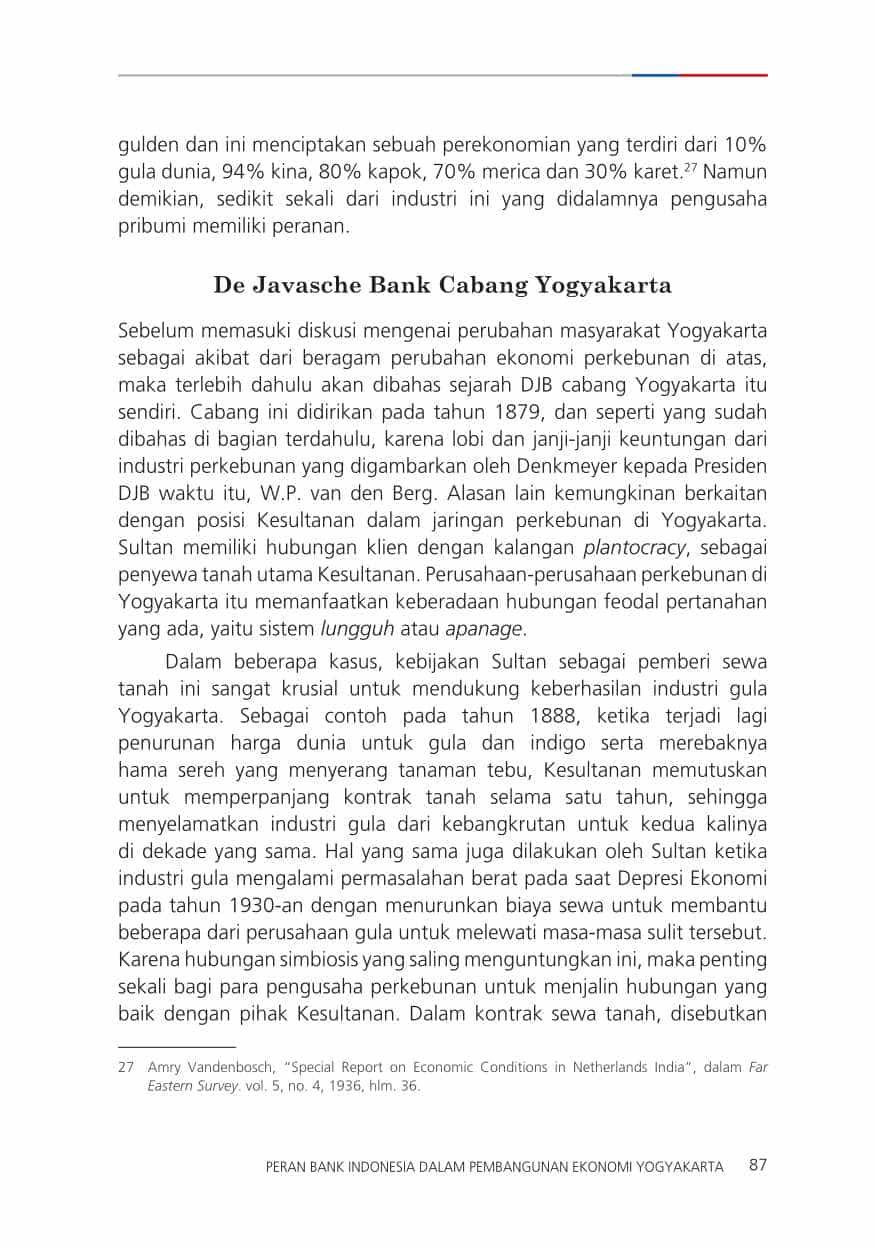 gulden dan ini menciptakan sebuah perekonomian yang terdiri dari 10%
gula dunia, 94% kina, 80% kapok, 70% merica dan 30% karet.27 Namun
demikian, sedikit sekali dari industri ini yang didalamnya pengusaha
pribumi memiliki peranan.
De Javasche Bank Cabang Yogyakarta
Sebelum memasuki diskusi mengenai perubahan masyarakat Yogyakarta
sebagai akibat dari beragam perubahan ekonomi perkebunan di atas,
maka terlebih dahulu akan dibahas sejarah DJB cabang Yogyakarta itu
sendiri. Cabang ini didirikan pada tahun 1879, dan seperti yang sudah
dibahas di bagian terdahulu, karena lobi dan janji-janji keuntungan dari
industri perkebunan yang digambarkan oleh Denkmeyer kepada Presiden
DJB waktu itu, W.P. van den Berg. Alasan lain kemungkinan berkaitan
dengan posisi Kesultanan dalam jaringan perkebunan di Yogyakarta.
Sultan memiliki hubungan klien dengan kalangan plantocracy, sebagai
penyewa tanah utama Kesultanan. Perusahaan-perusahaan perkebunan di
Yogyakarta itu memanfaatkan keberadaan hubungan feodal pertanahan
yang ada, yaitu sistem lungguh atau apanage.
Dalam beberapa kasus, kebijakan Sultan sebagai pemberi sewa
tanah ini sangat krusial untuk mendukung keberhasilan industri gula
Yogyakarta. Sebagai contoh pada tahun 1888, ketika terjadi lagi
penurunan harga dunia untuk gula dan indigo serta merebaknya
hama sereh yang menyerang tanaman tebu, Kesultanan memutuskan
untuk memperpanjang kontrak tanah selama satu tahun, sehingga
menyelamatkan industri gula dari kebangkrutan untuk kedua kalinya
di dekade yang sama. Hal yang sama juga dilakukan oleh Sultan ketika
industri gula mengalami permasalahan berat pada saat Depresi Ekonomi
pada tahun 1930-an dengan menurunkan biaya sewa untuk membantu
beberapa dari perusahaan gula untuk melewati masa-masa sulit tersebut.
Karena hubungan simbiosis yang saling menguntungkan ini, maka penting
sekali bagi para pengusaha perkebunan untuk menjalin hubungan yang
baik dengan pihak Kesultanan. Dalam kontrak sewa tanah, disebutkan
27 Amry Vandenbosch, “Special Report on Economic Conditions in Netherlands India”, dalam Far
Eastern Survey. vol. 5, no. 4, 1936, hlm. 36.
PERAN BANK INDONESIA DALAM PEMBANGUNAN EKONOMI YOGYAKARTA 87